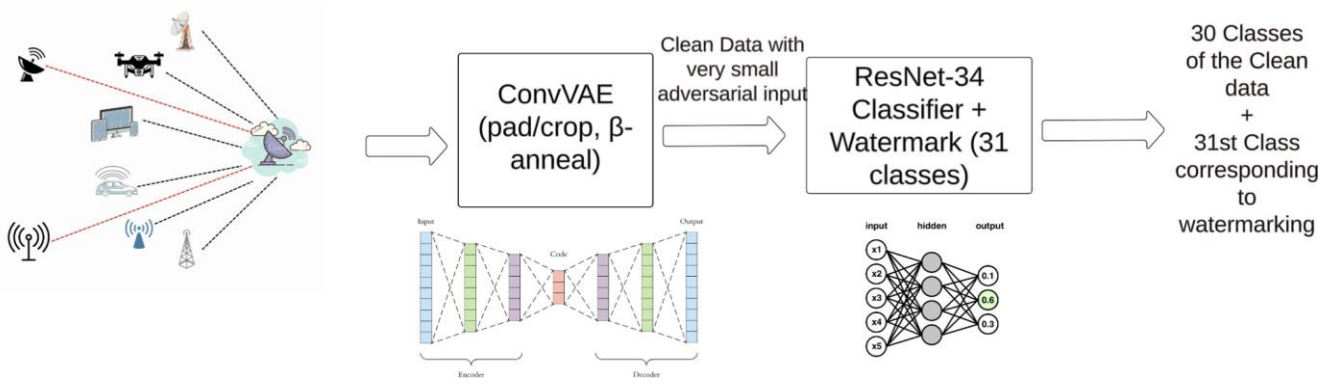 ConvVAE
(pad/crop, β-
anneal)
Clean Data with
very small
adversarial input
ResNet-34
Classifier +
Watermark (31
classes)
30 Classes
of the Clean
data
+
31st Class
corresponding
to
watermarking
Input
Code
Output
Encoder
Decoder
input
hidden
output
x1
x2
x3
x4
x5
0.1
0.6
0.3